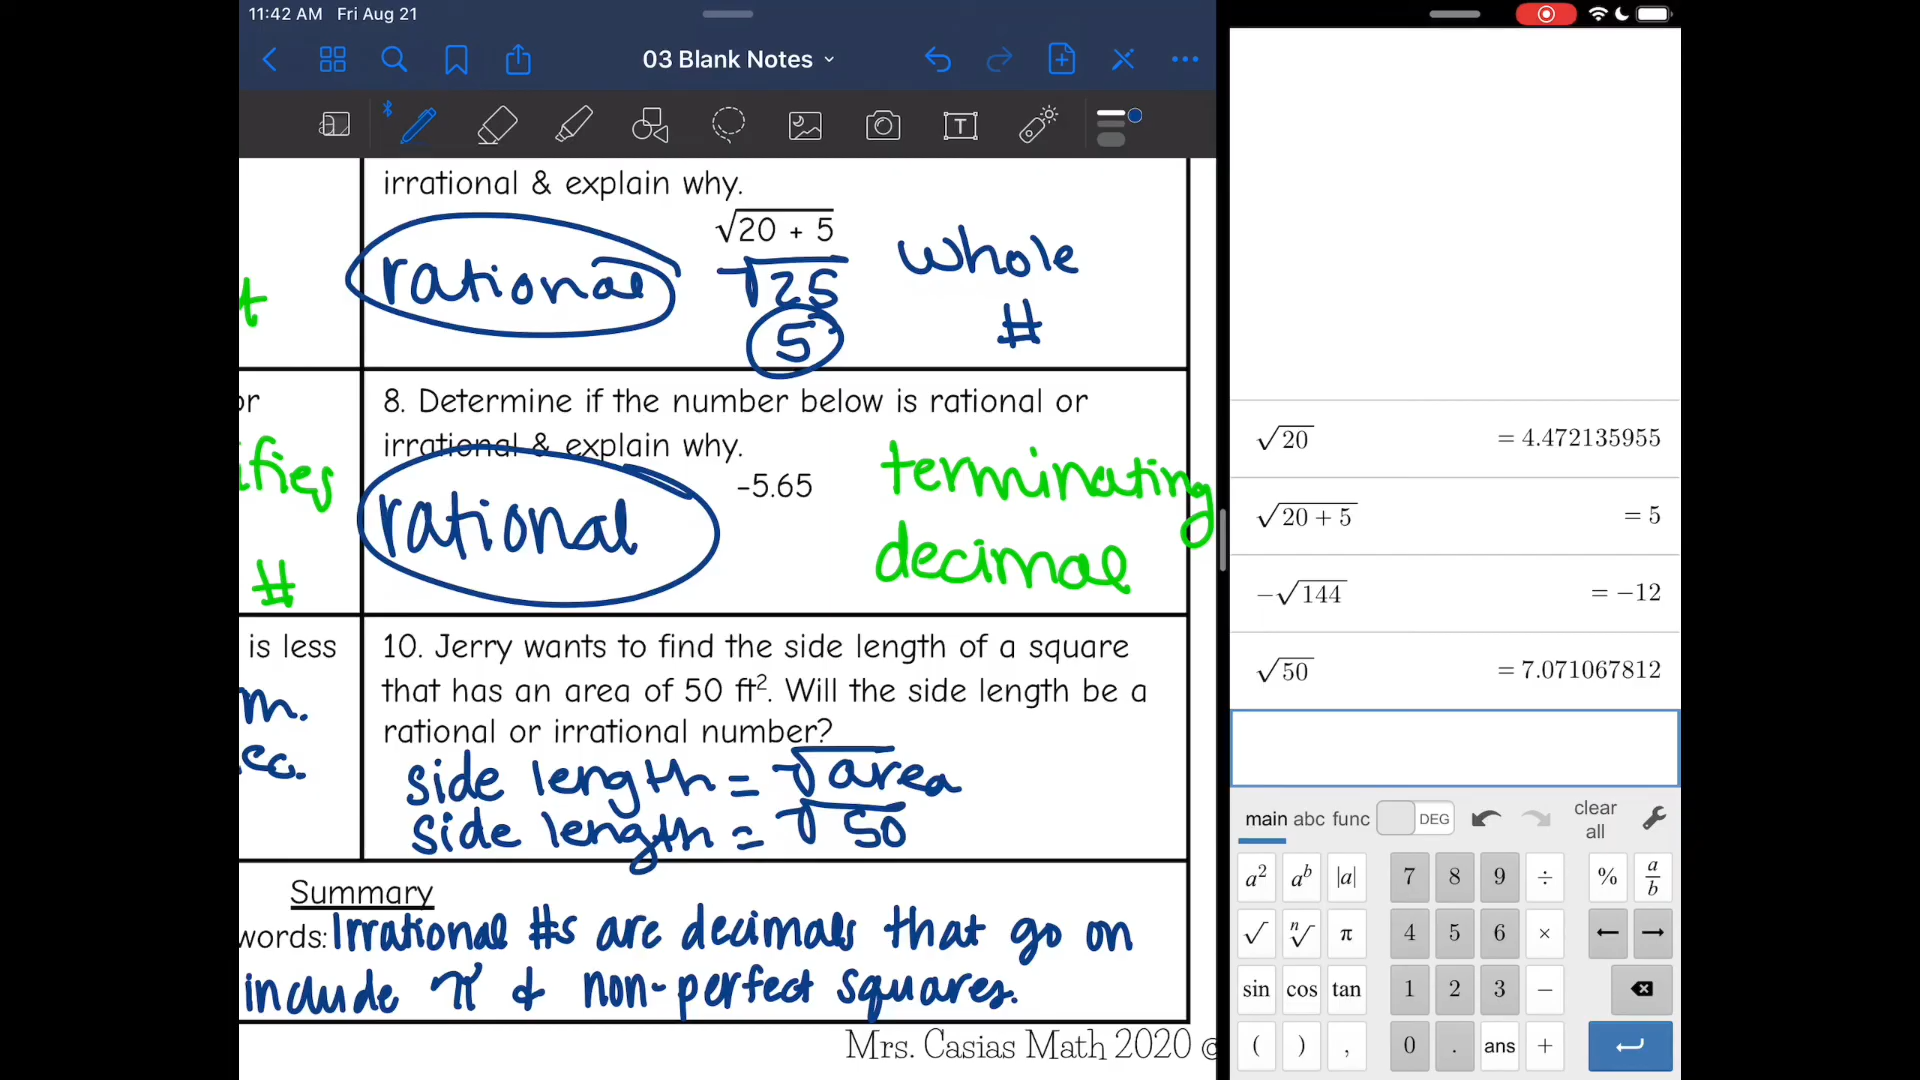 11:42 AM Fri Aug 21
03 Blank Notes
irrational & explain why.
√20 + 5
rational
√25
whole
#
5
t
or
8. Determine if the number below is rational or
irrational & explain why.
ifies
-5.65
terminating
rational
decimal
#
is less
10. Jerry wants to find the side length of a square
that has an area of 50 ft². Will the side length be a
rational or irrational number?
m.
ec.
side length = √area
side length = √50
Summary
words: Irrational #s are decimals that go on
include π & non-perfect squares.
Mrs. Casias Math 2020 ©
√20 = 4.472135955
√20 + 5 = 5
-√144 = -12
√50 = 7.071067812
main abc func DEG clear all
a² aᵇ |a| 7 8 9 ÷ % a/b
√ ⁿ√ π 4 5 6 × ← →
sin cos tan 1 2 3 −
( ) , 0 . ans +